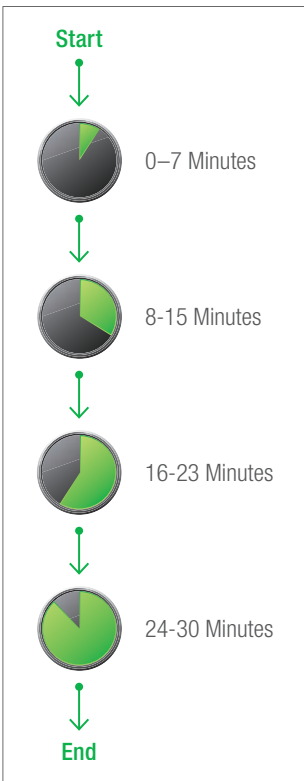 Start
0–7 Minutes
8-15 Minutes
16-23 Minutes
24-30 Minutes
End